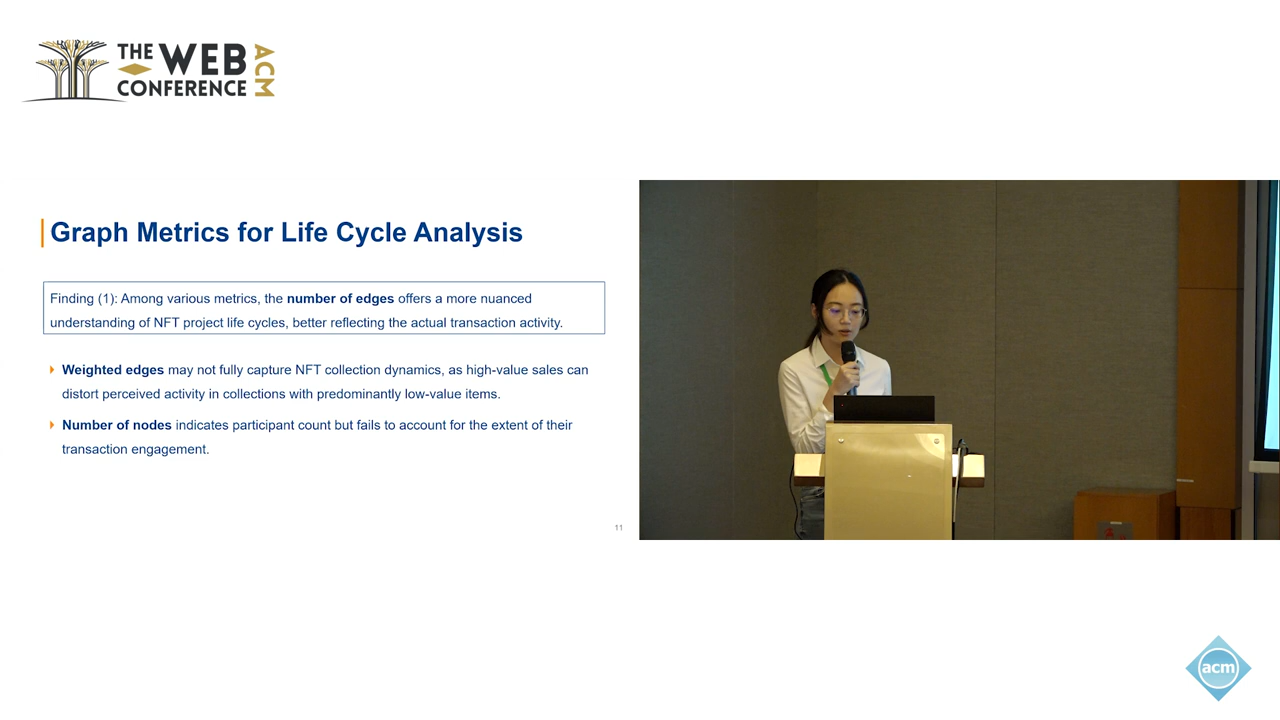 THE WEB
CONFERENCE
ACM
Graph Metrics for Life Cycle Analysis
Finding (1): Among various metrics, the number of edges offers a more nuanced
understanding of NFT project life cycles, better reflecting the actual transaction activity.
Weighted edges may not fully capture NFT collection dynamics, as high-value sales can
distort perceived activity in collections with predominantly low-value items.
Number of nodes indicates participant count but fails to account for the extent of their
transaction engagement.
11
acm